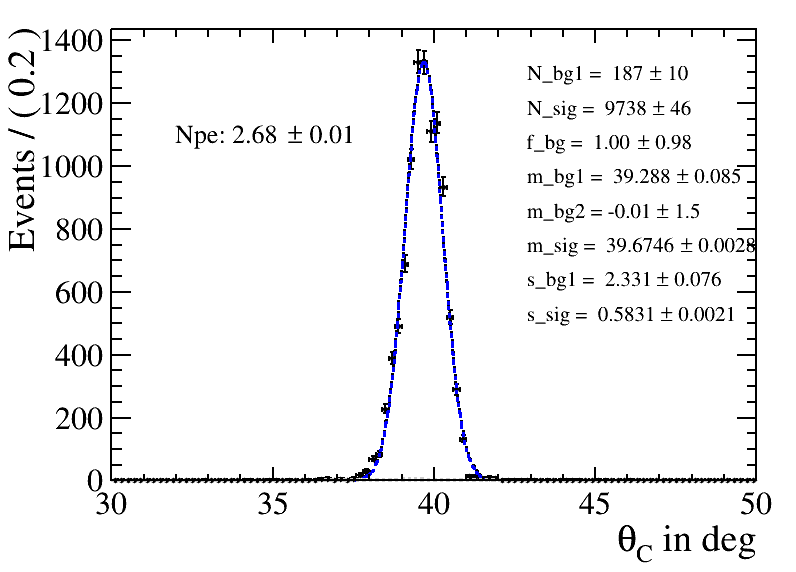 Events / ( 0.2 )
1400
1200
1000
800
600
400
200
0
Npe: 2.68 ± 0.01
N_bg1 = 187 ± 10
N_sig = 9738 ± 46
f_bg = 1.00 ± 0.98
m_bg1 = 39.288 ± 0.085
m_bg2 = -0.01 ± 1.5
m_sig = 39.6746 ± 0.0028
s_bg1 = 2.331 ± 0.076
s_sig = 0.5831 ± 0.0021
30 35 40 45 50
θC in deg